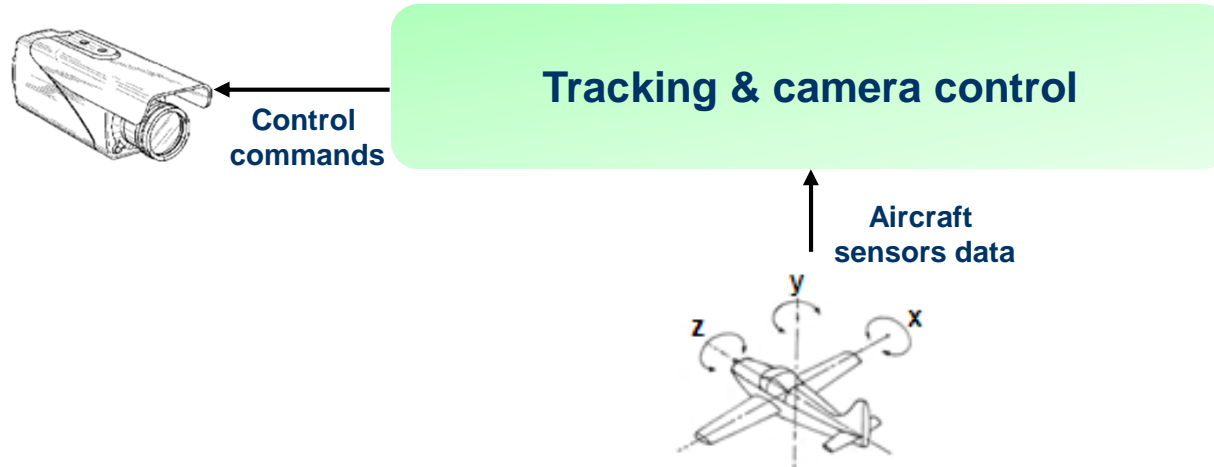 Tracking & camera control
Control
commands
Aircraft
sensors data
y
z
x